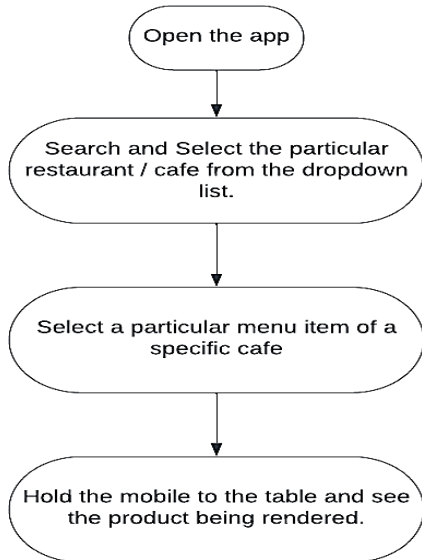 Open the app
Search and Select the particular
restaurant / cafe from the dropdown
list.
Select a particular menu item of a
specific cafe
Hold the mobile to the table and see
the product being rendered.